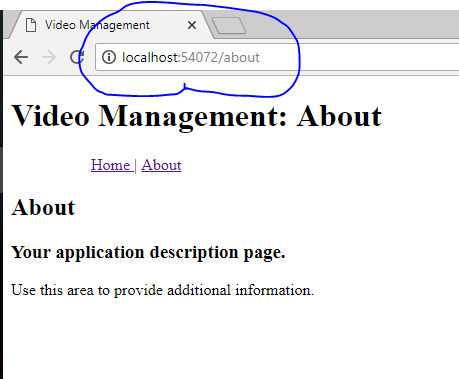 Video Management
localhost:54072/about
Video Management: About
Home | About
About
Your application description page.
Use this area to provide additional information.